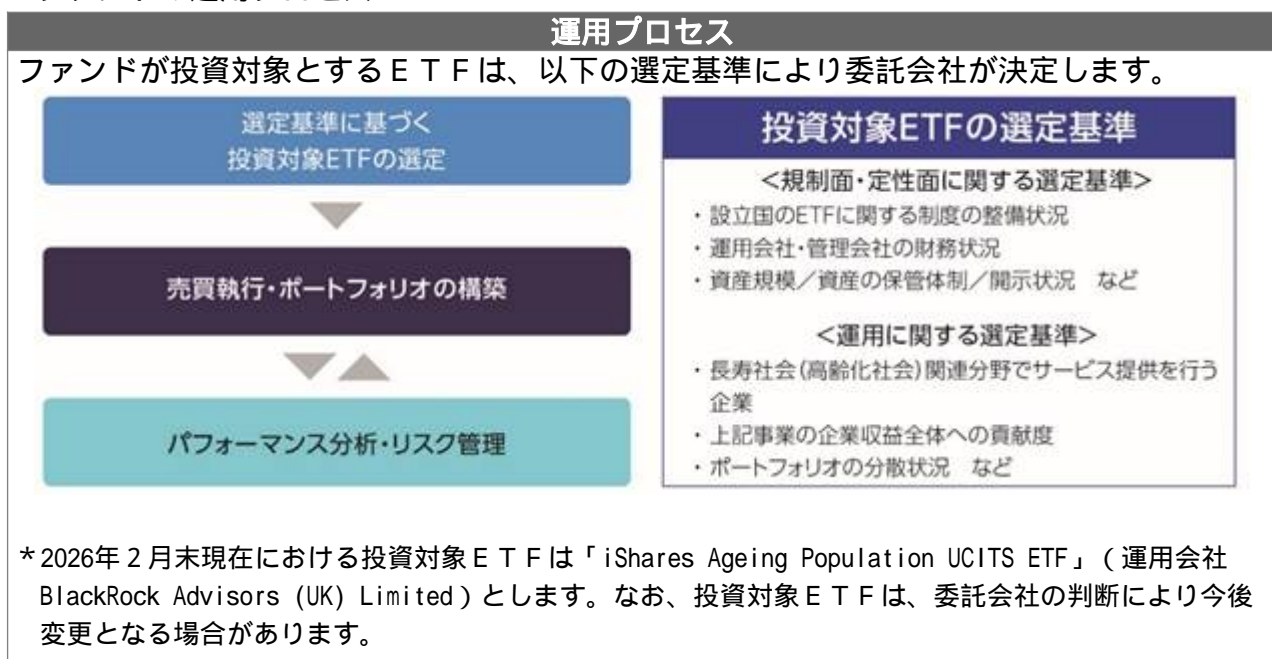 運用プロセス
ファンドが投資対象とするＥＴＦは、以下の選定基準により委託会社が決定します。
選定基準に基づく
投資対象ETFの選定
売買執行・ポートフォリオの構築
パフォーマンス分析・リスク管理
投資対象ETFの選定基準
＜規制面・定性面に関する選定基準＞
・設立国のETFに関する制度の整備状況
・運用会社・管理会社の財務状況
・資産規模／資産の保管体制／開示状況　など
＜運用に関する選定基準＞
・長寿社会（高齢化社会）関連分野でサービス提供を行う
企業
・上記事業の企業収益全体への貢献度
・ポートフォリオの分散状況　など
＊2026年２月末現在における投資対象ＥＴＦは「iShares Ageing Population UCITS ETF」（運用会社
BlackRock Advisors (UK) Limited）とします。なお、投資対象ＥＴＦは、委託会社の判断により今後
変更となる場合があります。